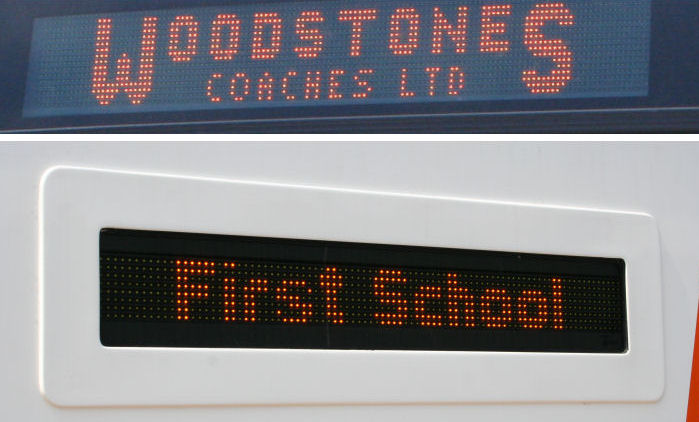 WOODSTONES
COACHES LTD
First School